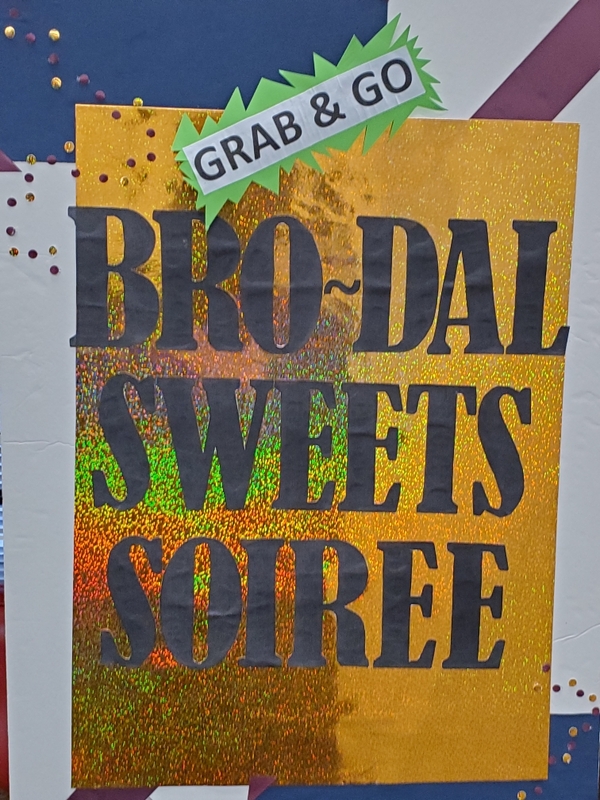 GRAB & GO
BRO~DAL
SWEETS
SOIREE